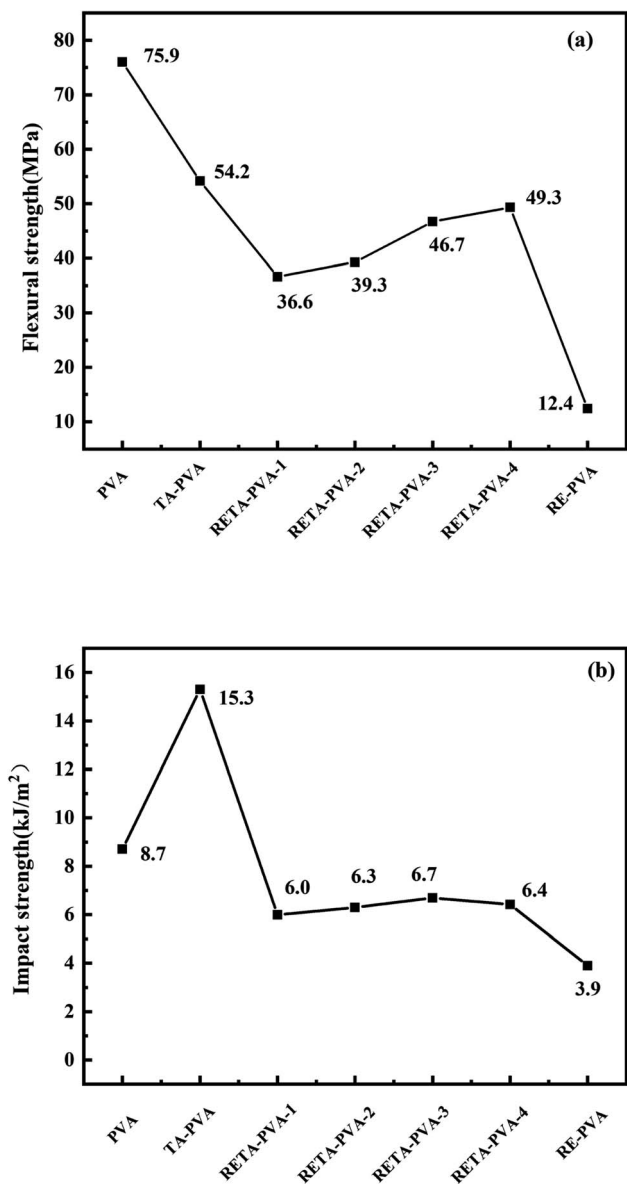 (a)
Flexural strength(MPa)
80
70
60
50
40
30
20
10
75.9
54.2
36.6
39.3
46.7
49.3
12.4
PVA
TA-PVA
RETA-PVA-1
RETA-PVA-2
RETA-PVA-3
RETA-PVA-4
RE-PVA
(b)
Impact strength(kJ/m²）
16
14
12
10
8
6
4
2
0
8.7
15.3
6.0
6.3
6.7
6.4
3.9
PVA
TA-PVA
RETA-PVA-1
RETA-PVA-2
RETA-PVA-3
RETA-PVA-4
RE-PVA